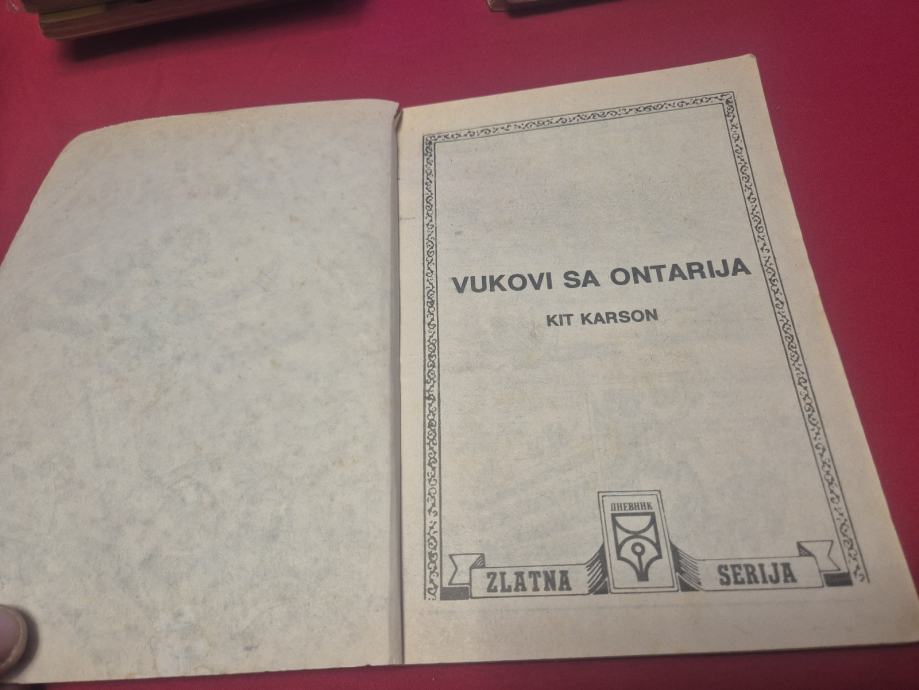 VUKOVI SA ONTARIJA
KIT KARSON
ДНЕВНИК
ZLATNA SERIJA